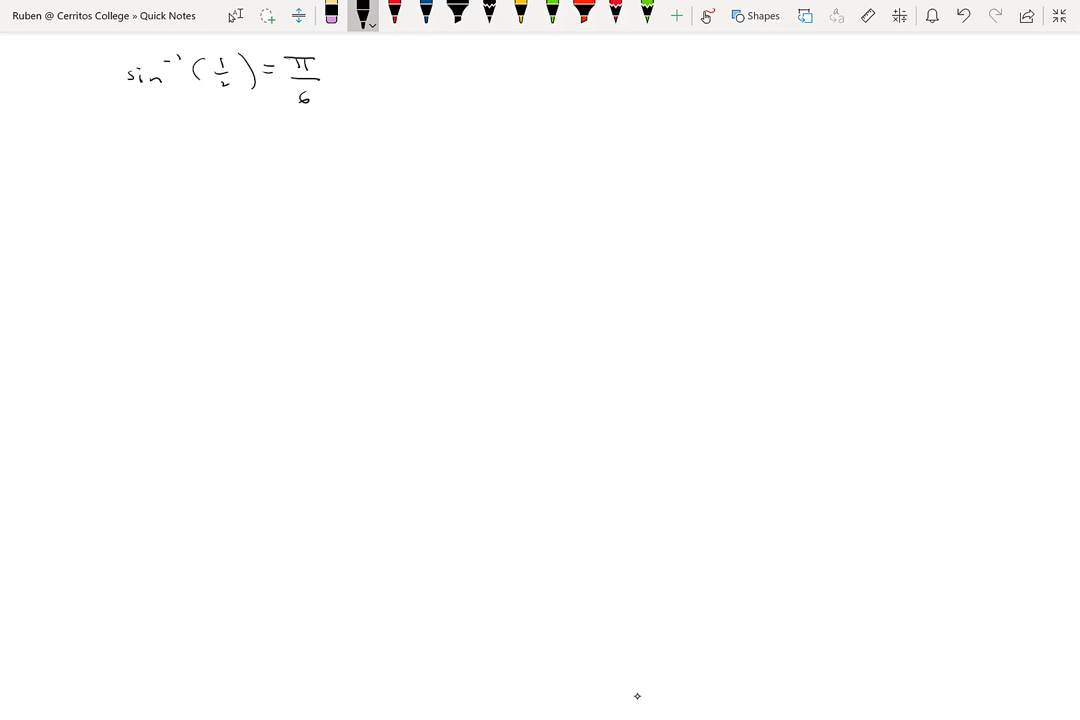 Ruben @ Cerritos College » Quick Notes
Shapes
sin⁻¹ (1/2) = π/6